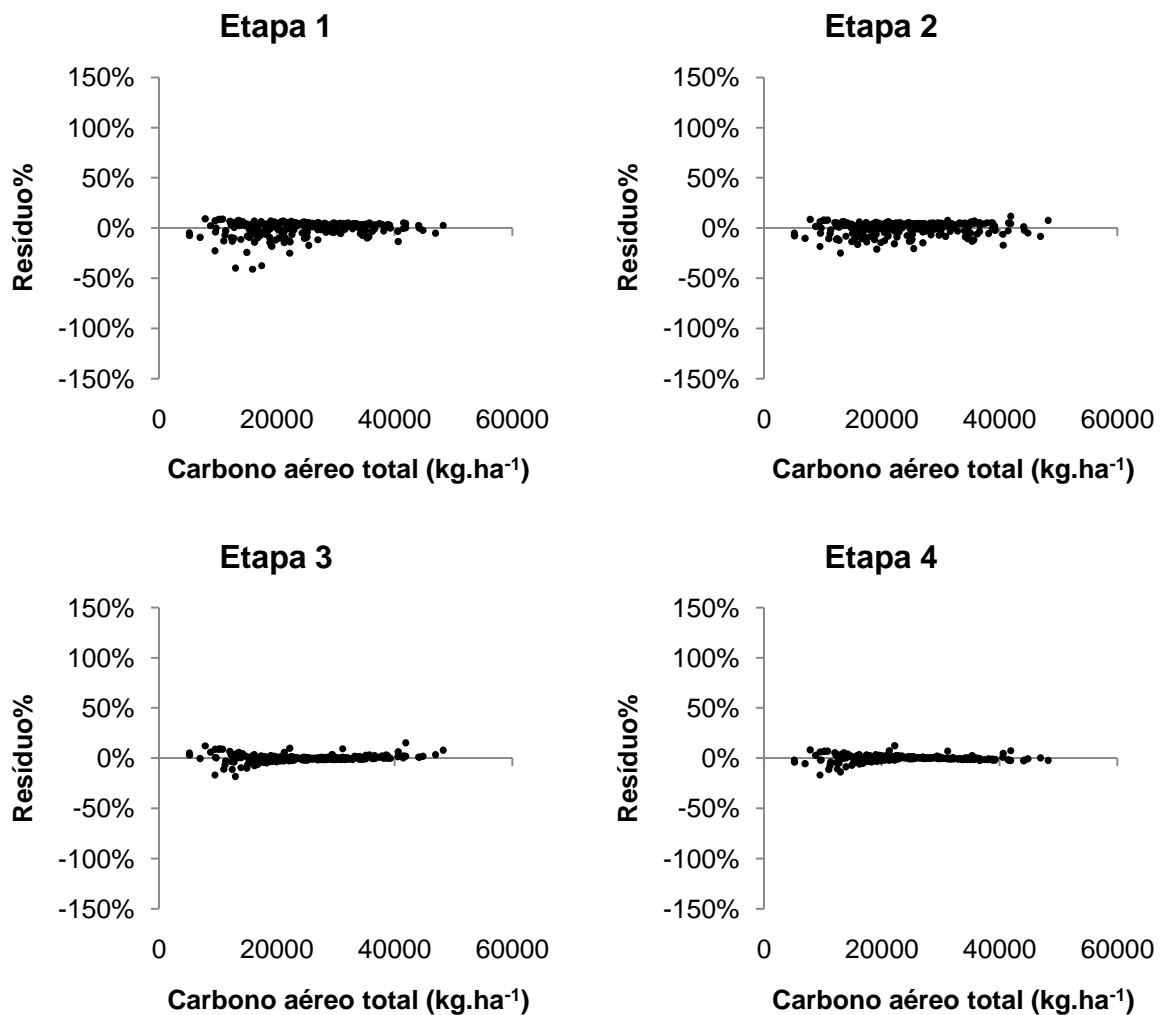 Etapa 1
150%
100%
50%
0%
-50%
-100%
-150%
Resíduo%
0 20000 40000 60000
Carbono aéreo total (kg.ha⁻¹)
Etapa 2
150%
100%
50%
0%
-50%
-100%
-150%
Resíduo%
0 20000 40000 60000
Carbono aéreo total (kg.ha⁻¹)
Etapa 3
150%
100%
50%
0%
-50%
-100%
-150%
Resíduo%
0 20000 40000 60000
Carbono aéreo total (kg.ha⁻¹)
Etapa 4
150%
100%
50%
0%
-50%
-100%
-150%
Resíduo%
0 20000 40000 60000
Carbono aéreo total (kg.ha⁻¹)